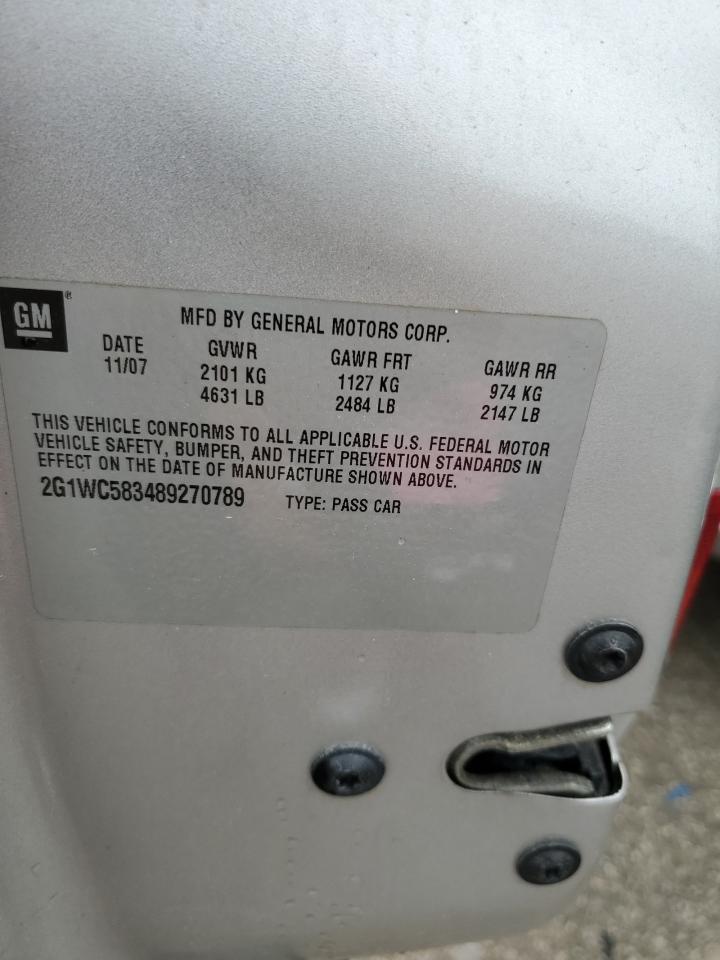 GM®
MFD BY GENERAL MOTORS CORP.
DATE GVWR GAWR FRT GAWR RR
11/07 2101 KG 1127 KG 974 KG
4631 LB 2484 LB 2147 LB
THIS VEHICLE CONFORMS TO ALL APPLICABLE U.S. FEDERAL MOTOR
VEHICLE SAFETY, BUMPER, AND THEFT PREVENTION STANDARDS IN
EFFECT ON THE DATE OF MANUFACTURE SHOWN ABOVE.
2G1WC583489270789 TYPE: PASS CAR